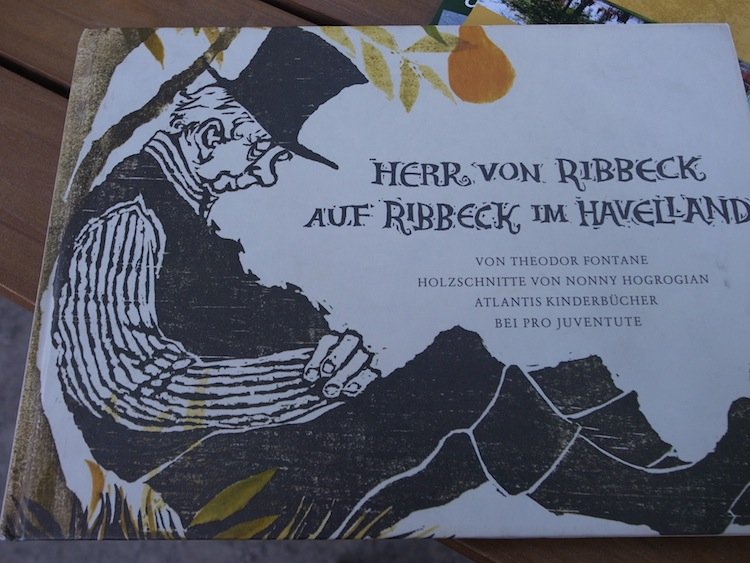 HERR VON RIBBECK
AUF RIBBECK IM HAVELLAND
VON THEODOR FONTANE
HOLZSCHNITTE VON NONNY HOGROGIAN
ATLANTIS KINDERBÜCHER
BEI PRO JUVENTUTE